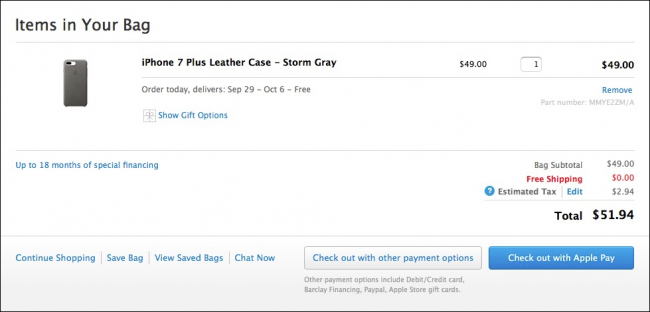 Items in Your Bag
iPhone 7 Plus Leather Case – Storm Gray $49.00 1 $49.00
Order today, delivers: Sep 29 – Oct 6 – Free Remove
Part number: MMYE2ZM/A
Show Gift Options
Up to 18 months of special financing Bag Subtotal $49.00
Free Shipping $0.00
? Estimated Tax | Edit $2.94
Total $51.94
Continue Shopping | Save Bag | View Saved Bags | Chat Now Check out with other payment options Check out with Apple Pay
Other payment options include Debit/Credit card,
Barclay Financing, Paypal, Apple Store gift cards.